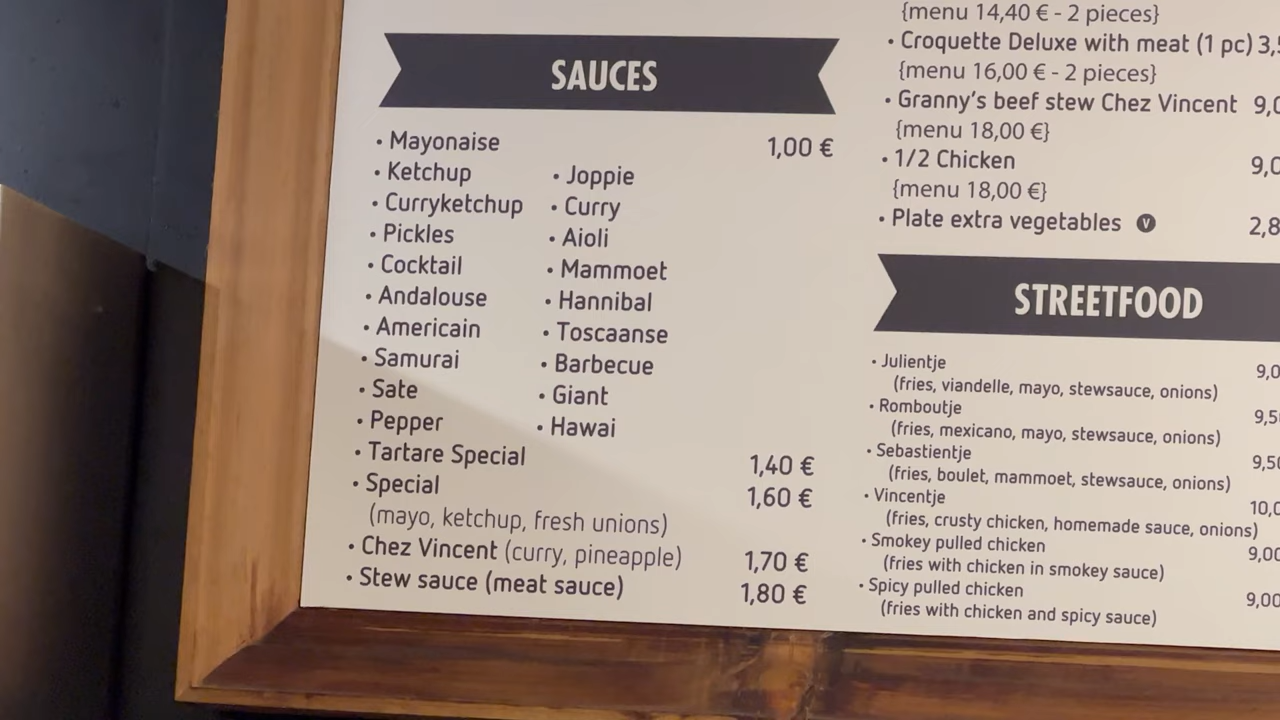 SAUCES
• Mayonaise 1,00 €
• Ketchup • Joppie
• Curryketchup • Curry
• Pickles • Aioli
• Cocktail • Mammoet
• Andalouse • Hannibal
• Americain • Toscaanse
• Samurai • Barbecue
• Sate • Giant
• Pepper • Hawai
• Tartare Special 1,40 €
• Special 1,60 €
(mayo, ketchup, fresh unions)
• Chez Vincent (curry, pineapple) 1,70 €
• Stew sauce (meat sauce) 1,80 €
{menu 14,40 € - 2 pieces}
• Croquette Deluxe with meat (1 pc)
{menu 16,00 € - 2 pieces}
• Granny's beef stew Chez Vincent
{menu 18,00 €}
• 1/2 Chicken
{menu 18,00 €}
• Plate extra vegetables V
STREETFOOD
• Julientje
(fries, viandelle, mayo, stewsauce, onions)
• Romboutje
(fries, mexicano, mayo, stewsauce, onions)
• Sebastientje
(fries, boulet, mammoet, stewsauce, onions)
• Vincentje
(fries, crusty chicken, homemade sauce, onions)
• Smokey pulled chicken 9,00
(fries with chicken in smokey sauce)
• Spicy pulled chicken 9,00
(fries with chicken and spicy sauce)